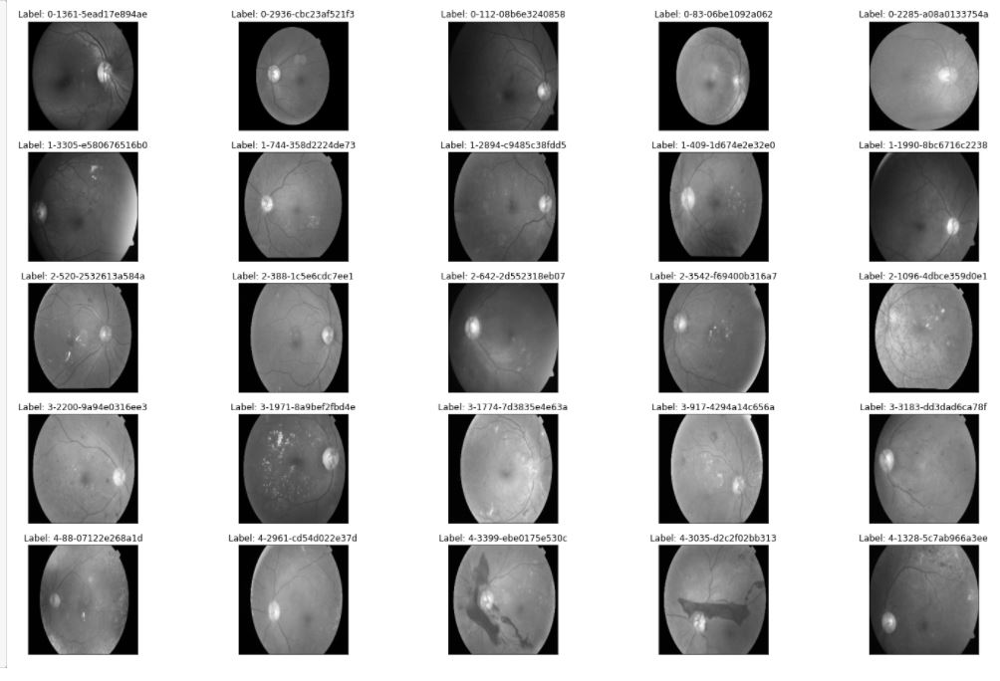 Label: 0-1361-5ead17e894ae
Label: 0-2936-cbc23af521f3
Label: 0-112-08b6e3240858
Label: 0-83-06be1092a062
Label: 0-2285-a08a0133754a
Label: 1-3305-e580676516b0
Label: 1-744-358d2224de73
Label: 1-2894-c9485c38fdd5
Label: 1-409-1d674e2e32e0
Label: 1-1990-8bc6716c2238
Label: 2-520-2532613a584a
Label: 2-388-1c5e6cdc7ee1
Label: 2-642-2d552318eb07
Label: 2-3542-f69400b316a7
Label: 2-1096-4dbce359d0e1
Label: 3-2200-9a94e0316ee3
Label: 3-1971-8a9bef2fbd4e
Label: 3-1774-7d3835e4e63a
Label: 3-917-4294a14c656a
Label: 3-3183-dd3dad6ca78f
Label: 4-88-07122e268a1d
Label: 4-2961-cd54d022e37d
Label: 4-3399-ebe0175e530c
Label: 4-3035-d2c2f02bb313
Label: 4-1328-5c7ab966a3ee